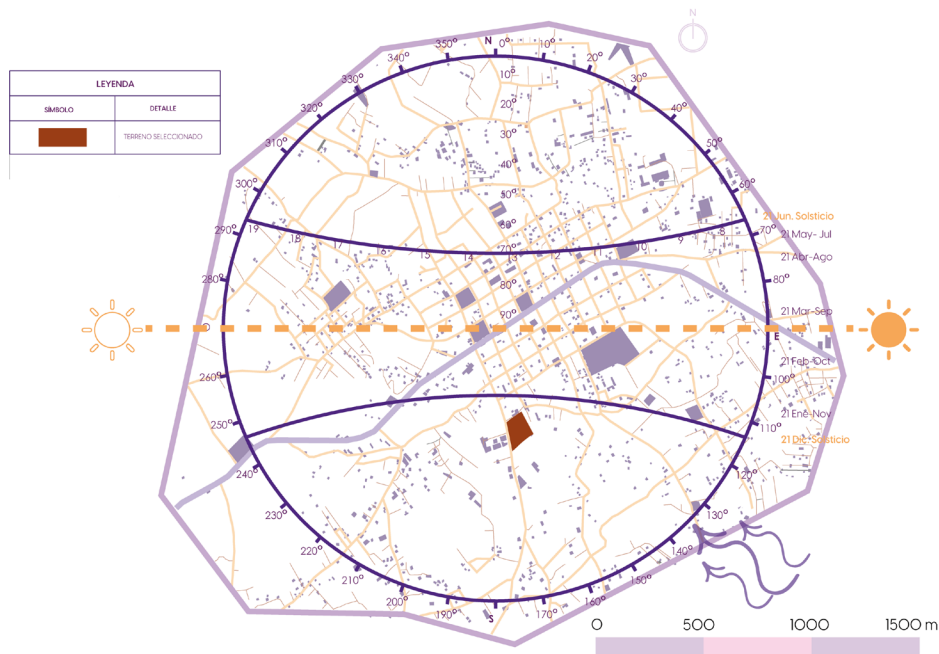 N
LEYENDA
SÍMBOLO DETALLE
TERRENO SELECCIONADO
N
350° 0° 10°
340° 20°
330° 30°
320° 40°
310° 50°
300° 60°
290° 70°
280° 80°
O E
260° 100°
250° 110°
240° 120°
230° 130°
220° 140°
210° 150°
200° 160°
190° S 170°
10°
20°
30°
40°
50°
60°
70°
80°
90°
19 18 17 16 15 14 13 12 11 10 9 8
21 Jun. Solsticio
21 May- Jul
21 Abr-Ago
21 Mar-Sep
21 Feb-Oct
21 Ene-Nov
21 Dic. Solsticio
0 500 1000 1500 m